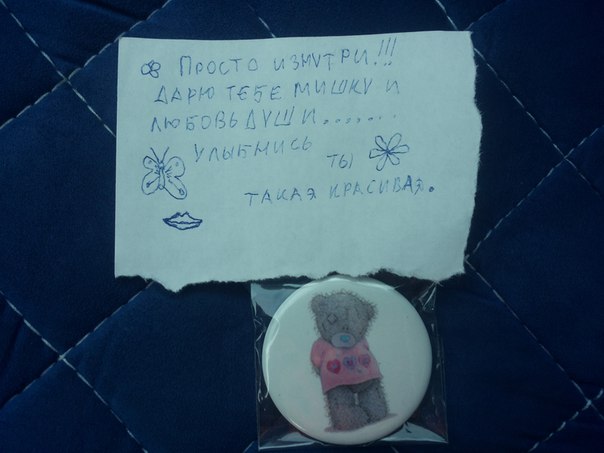 Просто изнутри!!!
Дарю тебе мишку и
любовь души.......
улыбнись
ты
такая красивая.